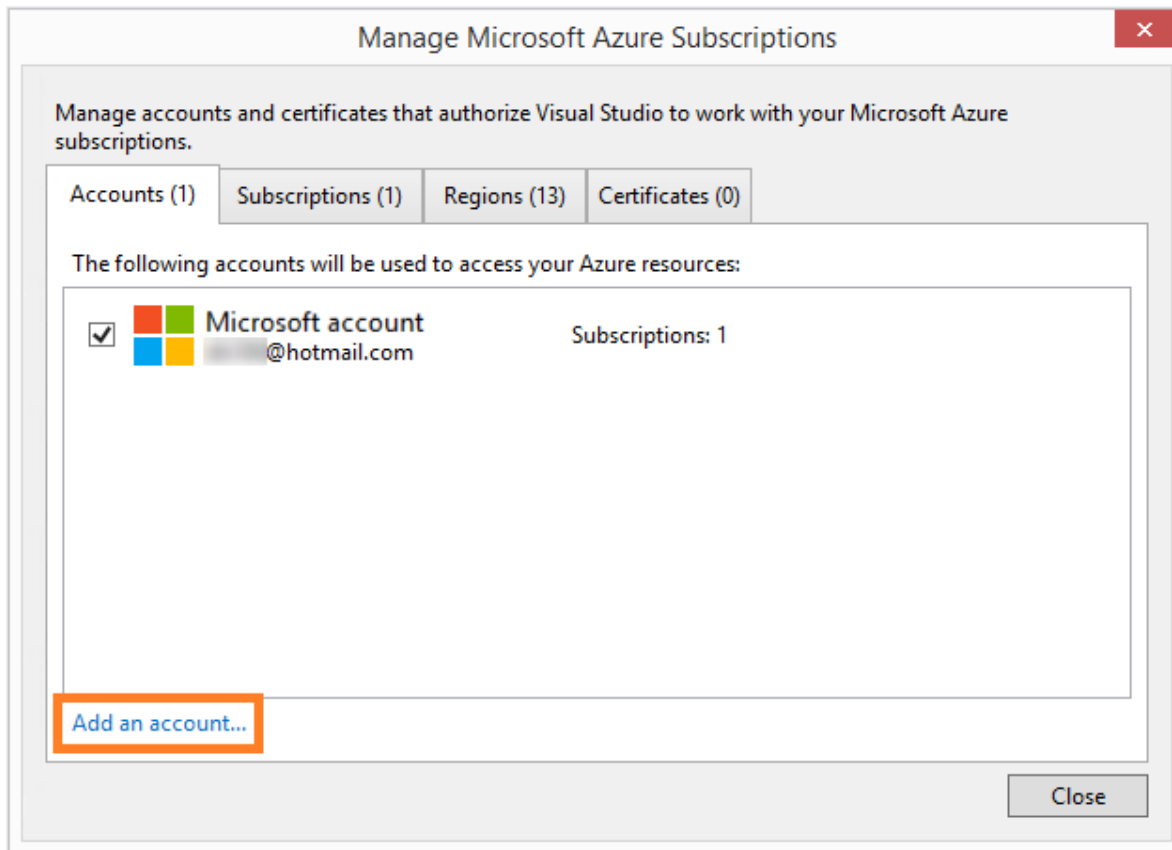 Manage Microsoft Azure Subscriptions
Manage accounts and certificates that authorize Visual Studio to work with your Microsoft Azure
subscriptions.
Accounts (1)
Subscriptions (1)
Regions (13)
Certificates (0)
The following accounts will be used to access your Azure resources:
Microsoft account
Subscriptions: 1
@hotmail.com
Add an account...
Close